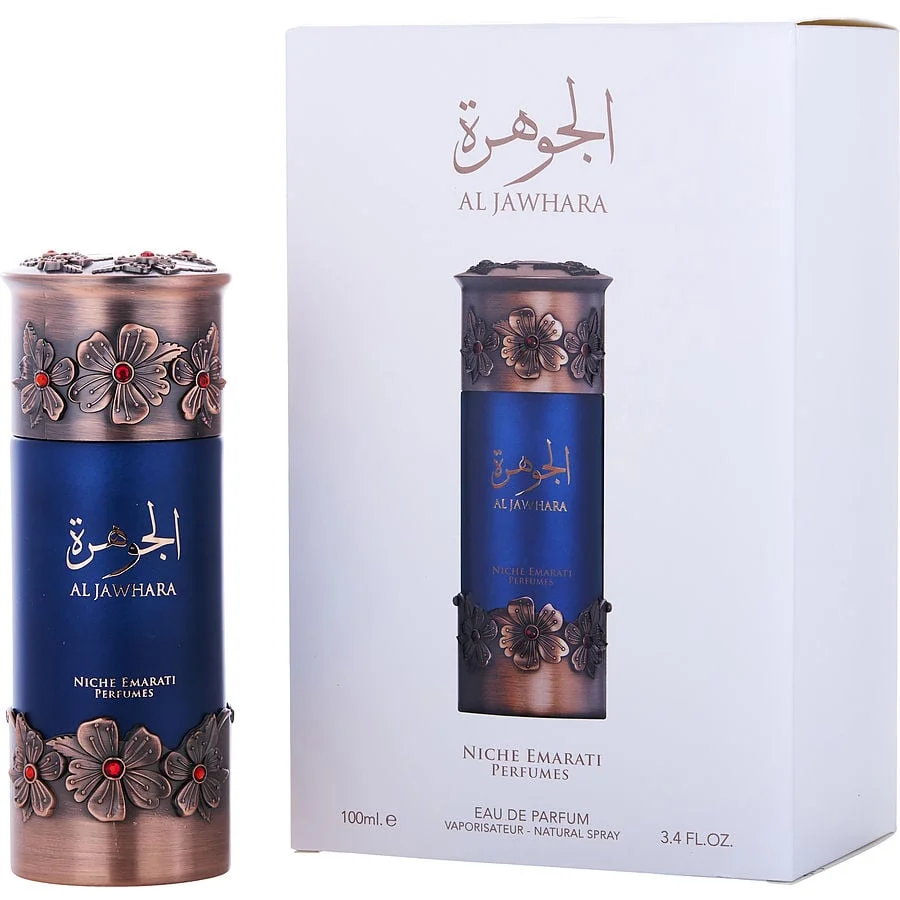 الجوهرة
AL JAWHARA
NICHE EMARATI
PERFUMES
الجوهرة
AL JAWHARA
الجوهرة
AL JAWHARA
NICHE EMARATI
PERFUMES
NICHE EMARATI
PERFUMES
100ml. e
EAU DE PARFUM
VAPORISATEUR - NATURAL SPRAY
3.4 FL.OZ.